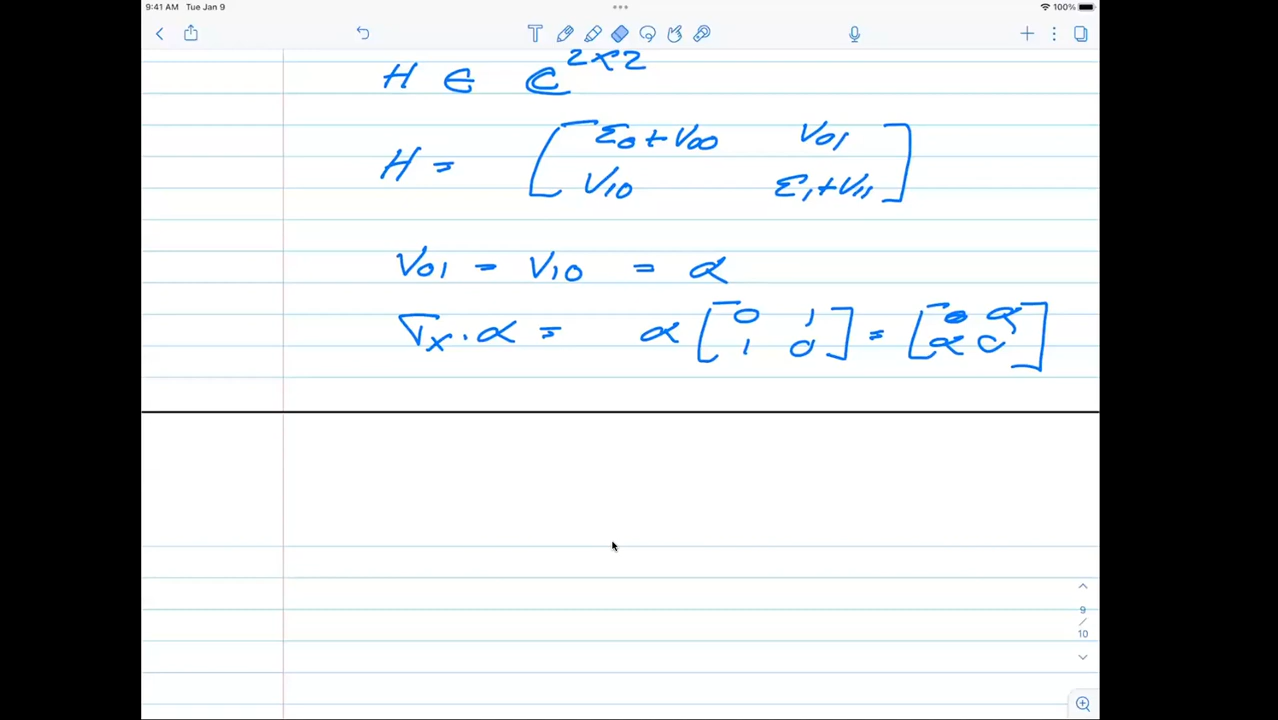 9:41 AM Tue Jan 9
100%
H ∈ ℂ^{2×2}
H = [ ε₀+V₀₀ V₀₁
V₁₀ ε₁+V₁₁ ]
V₀₁ = V₁₀ = α
σₓ · α = α [ 0 1 ; 1 0 ] = [ 0 α ; α 0 ]
9
/
10